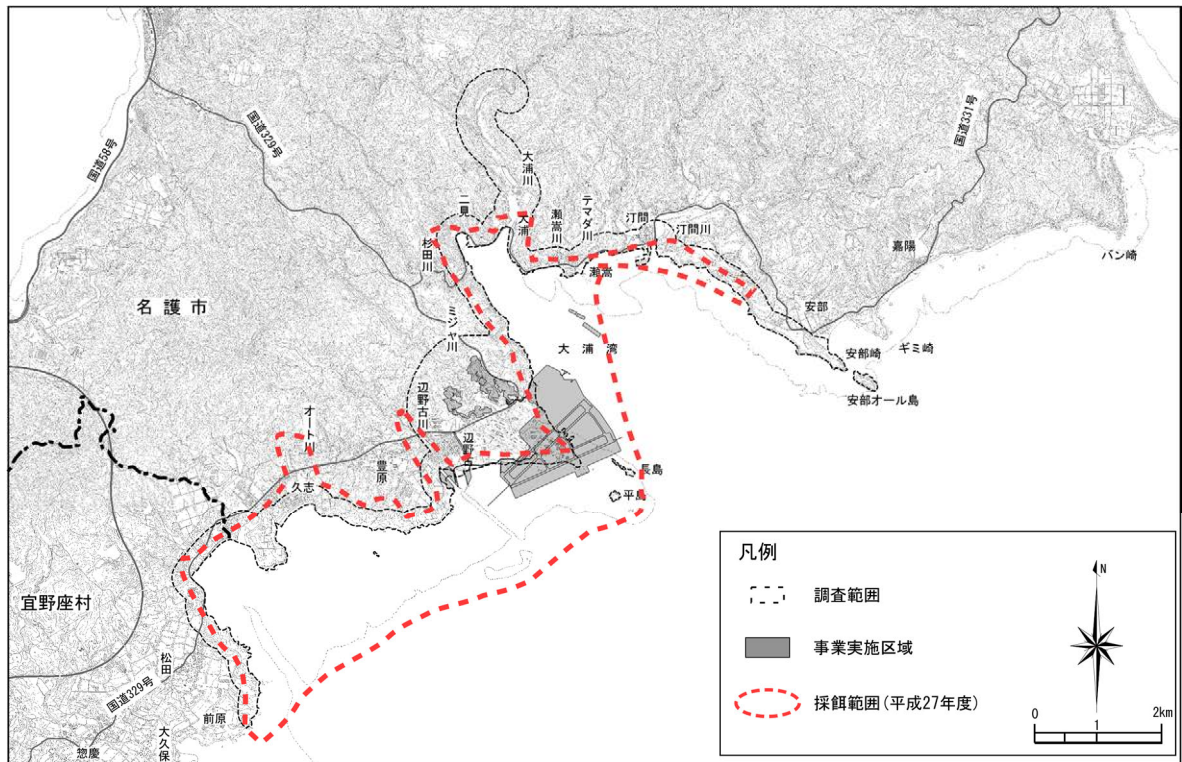 国道58号
国道329号
国道331号
大浦川
二見
大浦
瀬嵩川
テマダ川
汀間
汀間川
杉田川
瀬嵩
嘉陽
バン崎
安部
名護市
ミジャ川
大浦湾
安部崎
ギミ崎
安部オール島
辺野古川
オート川
辺野古
豊原
久志
長島
平島
宜野座村
松田
国道329号
前原
大久保
惣慶
凡例
調査範囲
事業実施区域
採餌範囲(平成27年度)
N
0 1 2km